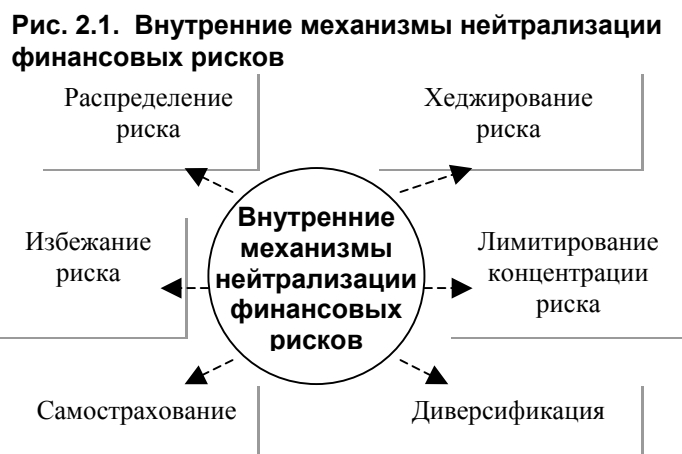 Рис. 2.1.  Внутренние механизмы нейтрализации
финансовых рисков
Распределение
риска
Хеджирование
риска
Избежание
риска
Внутренние
механизмы
нейтрализации
финансовых
рисков
Лимитирование
концентрации
риска
Самострахование
Диверсификация